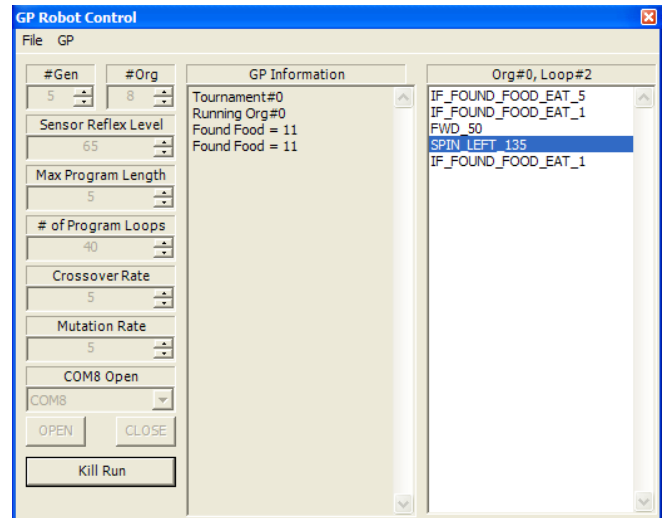 GP Robot Control
File GP
#Gen #Org
5 8
Sensor Reflex Level
65
Max Program Length
5
# of Program Loops
40
Crossover Rate
5
Mutation Rate
5
COM8 Open
COM8
OPEN CLOSE
Kill Run
GP Information
Tournament#0
Running Org#0
Found Food = 11
Found Food = 11
Org#0, Loop#2
IF_FOUND_FOOD_EAT_5
IF_FOUND_FOOD_EAT_1
FWD_50
SPIN_LEFT_135
IF_FOUND_FOOD_EAT_1